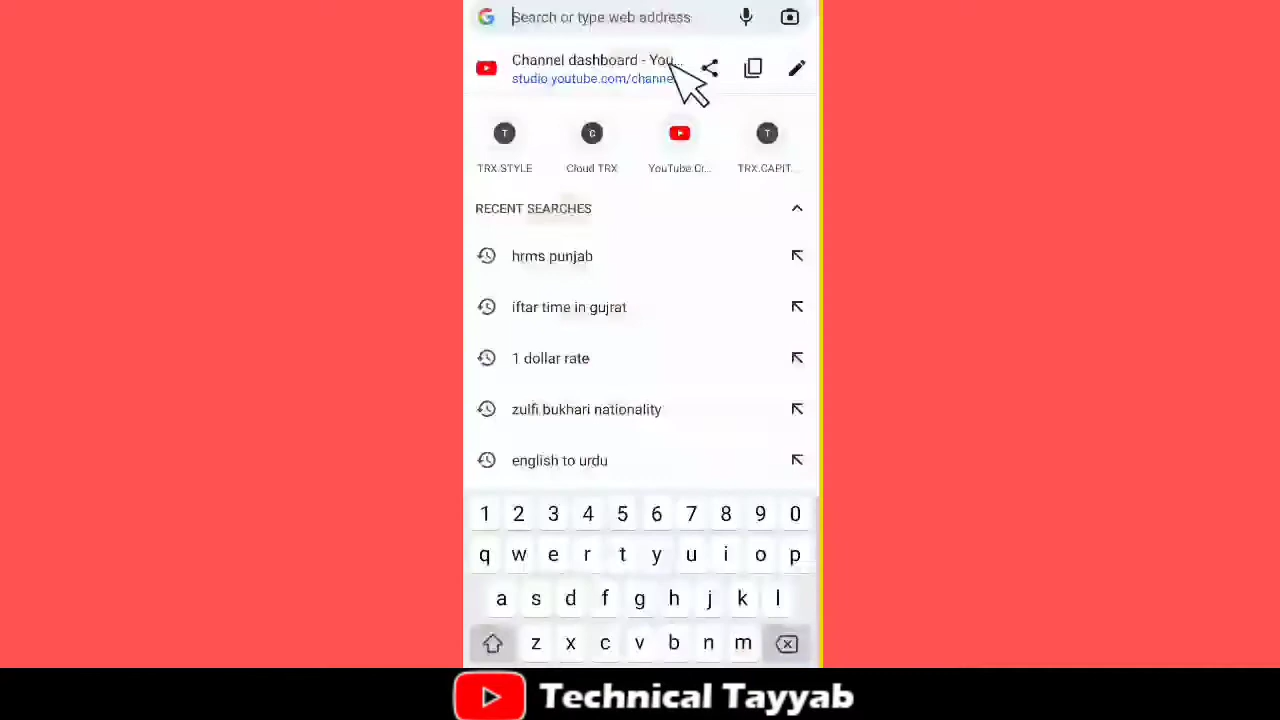 Search or type web address
Channel dashboard - You...
studio.youtube.com/channe
T
C
T
TRX.STYLE
Cloud TRX
YouTube Cr...
TRX.CAPIT...
RECENT SEARCHES
hrms punjab
iftar time in gujrat
1 dollar rate
zulfi bukhari nationality
english to urdu
1 2 3 4 5 6 7 8 9 0
q w e r t y u i o p
a s d f g h j k l
z x c v b n m
Technical Tayyab